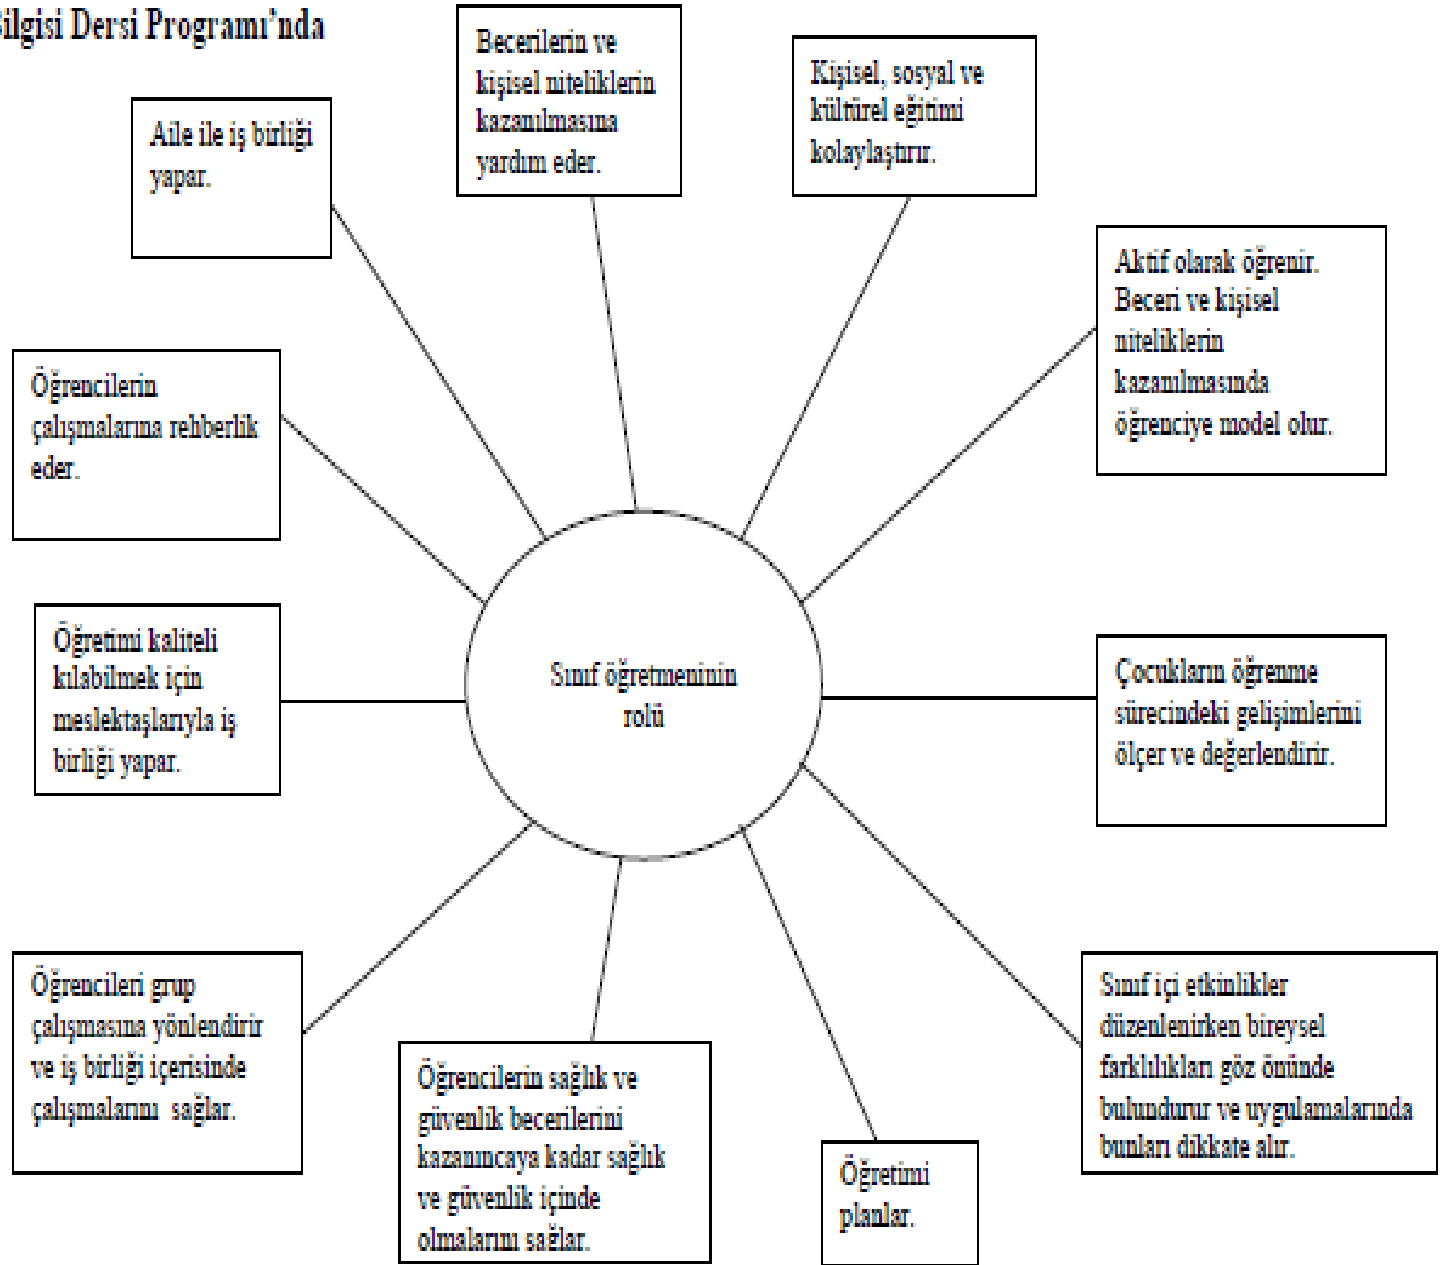 Bilgisi Dersi Programı'nda
Becerilerin ve
kişisel niteliklerin
kazanılmasına
yardım eder.
Kişisel, sosyal ve
kültürel eğitimi
kolaylaştırır.
Aile ile iş birliği
yapar.
Aktif olarak öğrenir.
Beceri ve kişisel
niteliklerin
kazanılmasında
öğrenciye model olur.
Öğrencilerin
çalışmalarına rehberlik
eder.
Öğretimi kaliteli
kılabilmek için
meslektaşlarıyla iş
birliği yapar.
Sınıf öğretmeninin
rolü
Çocukların öğrenme
sürecindeki gelişimlerini
ölçer ve değerlendirir.
Öğrencileri grup
çalışmasına yönlendirir
ve iş birliği içerisinde
çalışmalarını sağlar.
Öğrencilerin sağlık ve
güvenlik becerilerini
kazanıncaya kadar sağlık
ve güvenlik içinde
olmalarını sağlar.
Öğretimi
planlar.
Sınıf içi etkinlikler
düzenlenirken bireysel
farklılıkları göz önünde
bulundurur ve uygulamalarında
bunları dikkate alır.